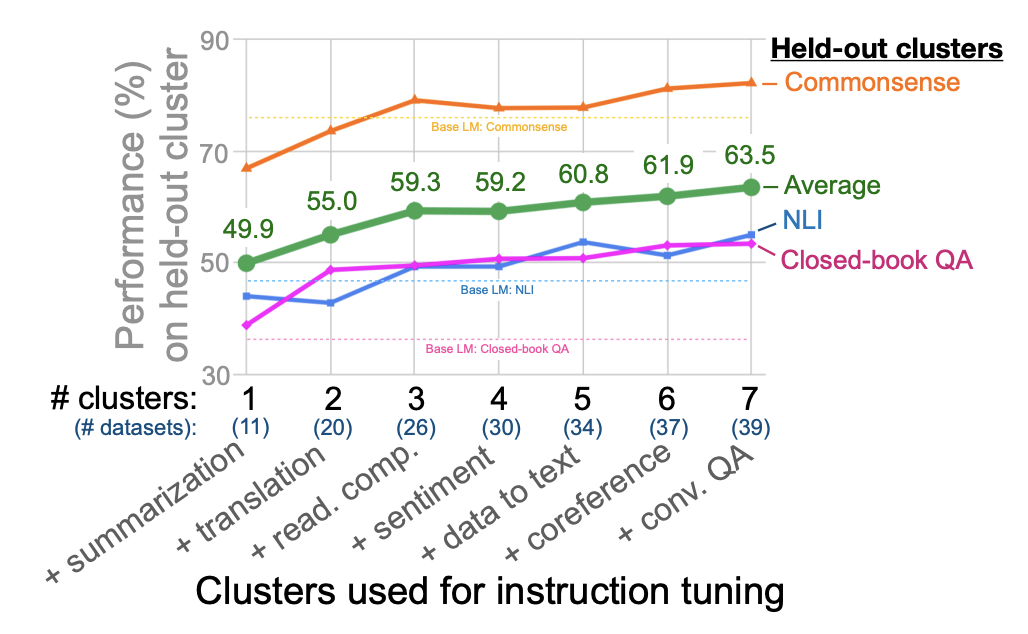 Performance (%)
on held-out cluster
90
70
50
30
Held-out clusters
Commonsense
Average
NLI
Closed-book QA
Base LM: Commonsense
Base LM: NLI
Base LM: Closed-book QA
49.9
55.0
59.3
59.2
60.8
61.9
63.5
# clusters: 1 2 3 4 5 6 7
(# datasets): (11) (20) (26) (30) (34) (37) (39)
+ summarization
+ translation
+ read. comp.
+ sentiment
+ data to text
+ coreference
+ conv. QA
Clusters used for instruction tuning